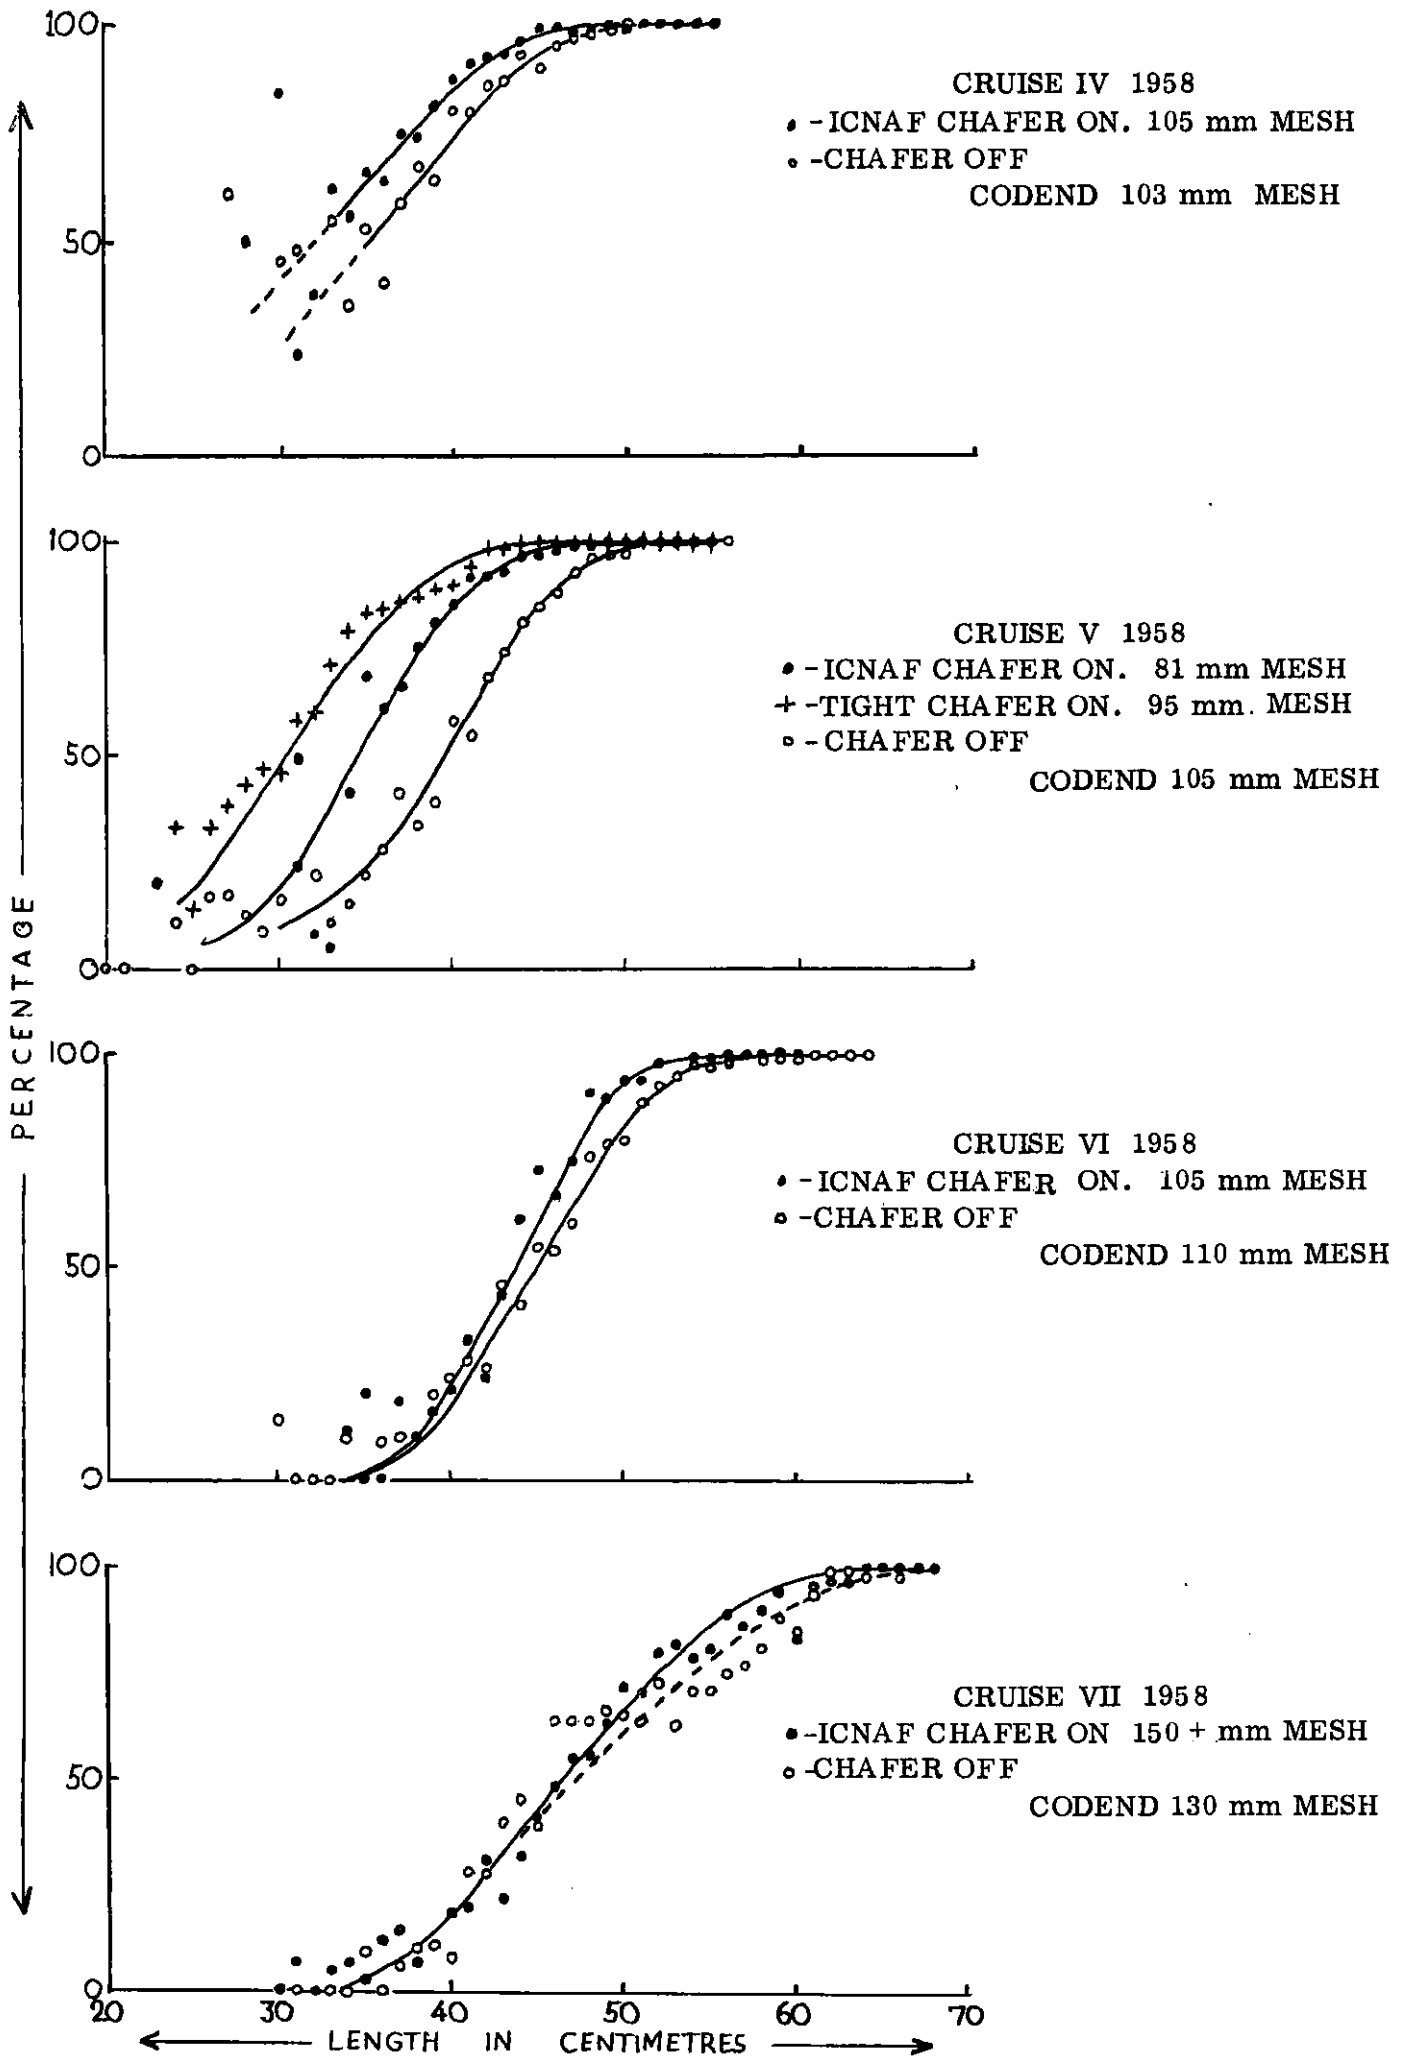 100
50
0
CRUISE IV 1958
• -ICNAF CHAFER ON. 105 mm MESH
o -CHAFER OFF
CODEND 103 mm MESH
100
50
0
CRUISE V 1958
• -ICNAF CHAFER ON. 81 mm MESH
+ -TIGHT CHAFER ON. 95 mm. MESH
o -CHAFER OFF
CODEND 105 mm MESH
PERCENTAGE
100
50
0
CRUISE VI 1958
• -ICNAF CHAFER ON. 105 mm MESH
o -CHAFER OFF
CODEND 110 mm MESH
100
50
0
CRUISE VII 1958
• -ICNAF CHAFER ON 150 + mm MESH
o -CHAFER OFF
CODEND 130 mm MESH
20 30 40 50 60 70
LENGTH IN CENTIMETRES